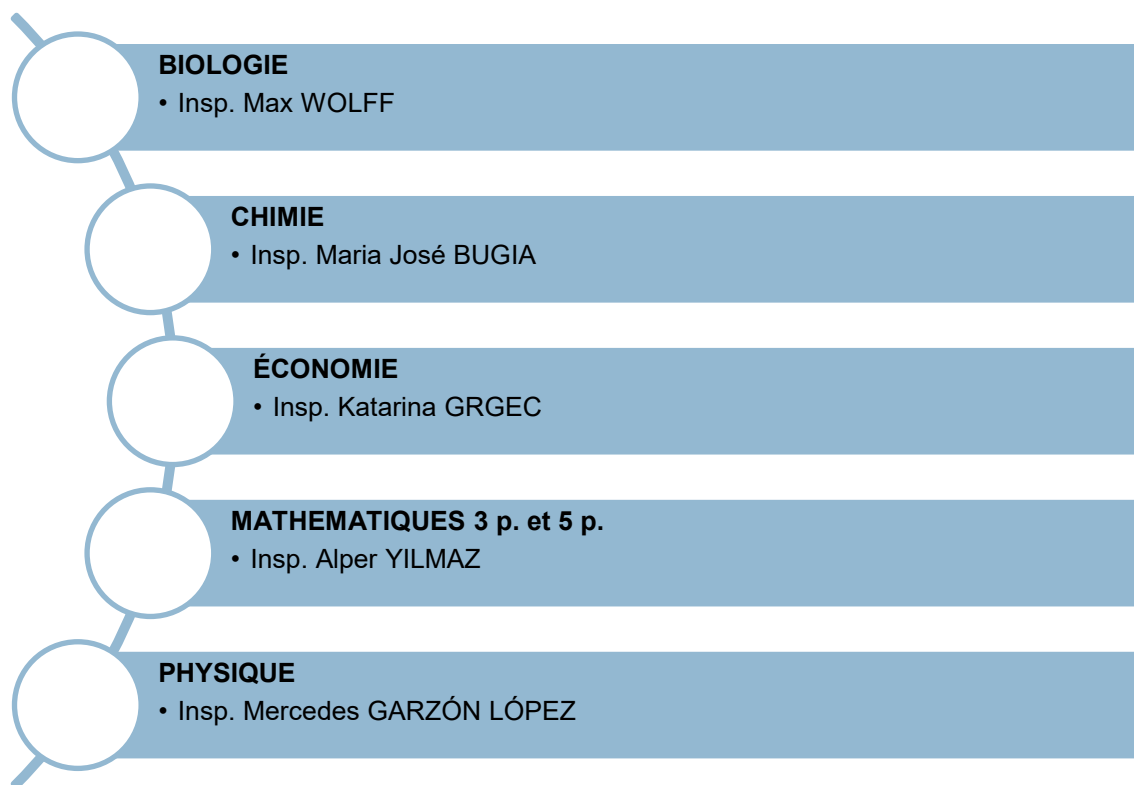 BIOLOGIE
• Insp. Max WOLFF
CHIMIE
• Insp. Maria José BUGIA
ÉCONOMIE
• Insp. Katarina GRGEC
MATHEMATIQUES 3 p. et 5 p.
• Insp. Alper YILMAZ
PHYSIQUE
• Insp. Mercedes GARZÓN LÓPEZ